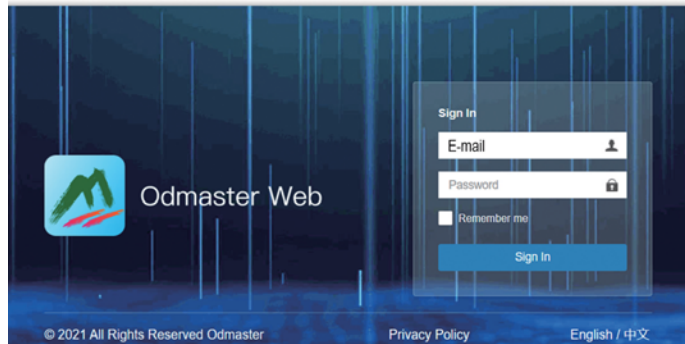 Sign In
E-mail
Password
Odmaster Web
Remember me
Sign In
© 2021 All Rights Reserved Odmaster Privacy Policy English / 中文